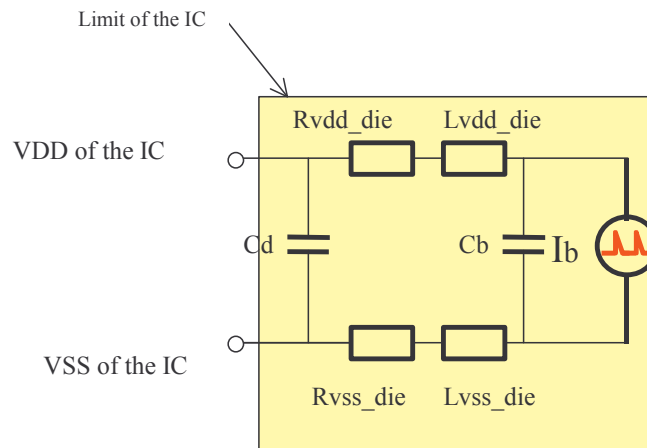 Limit of the IC
Rvdd_die Lvdd_die
VDD of the IC
Cd Cb Ib
VSS of the IC
Rvss_die Lvss_die